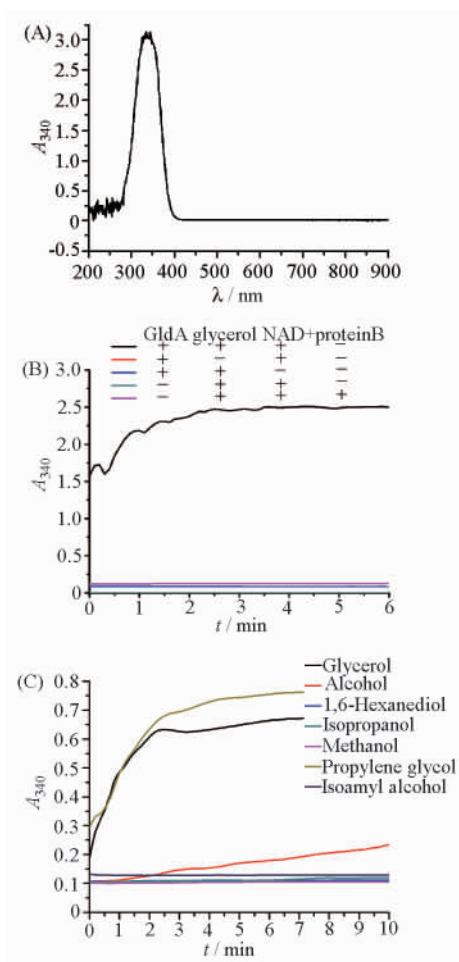 (A)
3.0
2.5
2.0
1.5
1.0
0.5
0
-0.5
A340
200 300 400 500 600 700 800 900
λ / nm
GldA glycerol NAD+proteinB
+ + + −
+ − + −
+ + − −
− + + −
− + + +
(B)
3.0
2.5
2.0
1.5
1.0
0.5
0
A340
0 1 2 3 4 5 6
t / min
(C)
Glycerol
Alcohol
1,6-Hexanediol
Isopropanol
Methanol
Propylene glycol
Isoamyl alcohol
0.8
0.7
0.6
0.5
0.4
0.3
0.2
0.1
0
A340
0 1 2 3 4 5 6 7 8 9 10
t / min